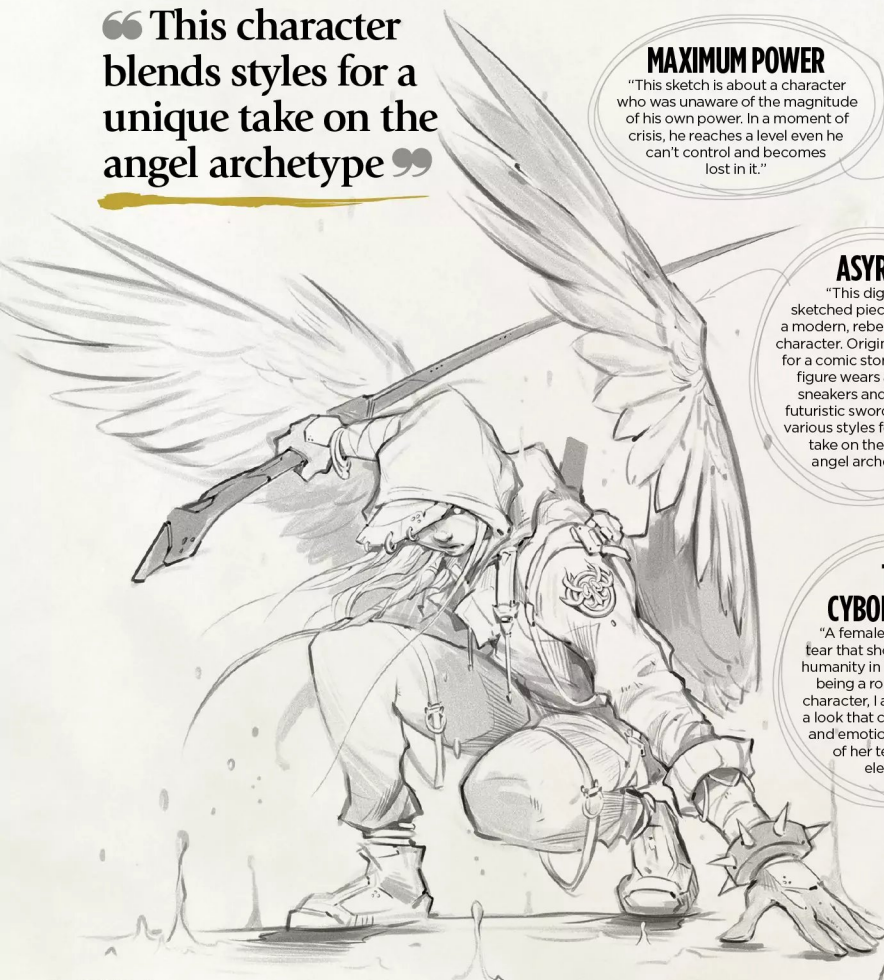 “ This character
blends styles for a
unique take on the
angel archetype ”
MAXIMUM POWER
“This sketch is about a character
who was unaware of the magnitude
of his own power. In a moment of
crisis, he reaches a level even he
can’t control and becomes
lost in it.”
ASYR
“This dig
sketched piec
a modern, rebe
character. Origin
for a comic stor
figure wears
sneakers and
futuristic sword
various styles f
take on the
angel arche
CYBO
“A female
tear that sho
humanity in
being a ro
character, I a
a look that c
and emotio
of her te
ele